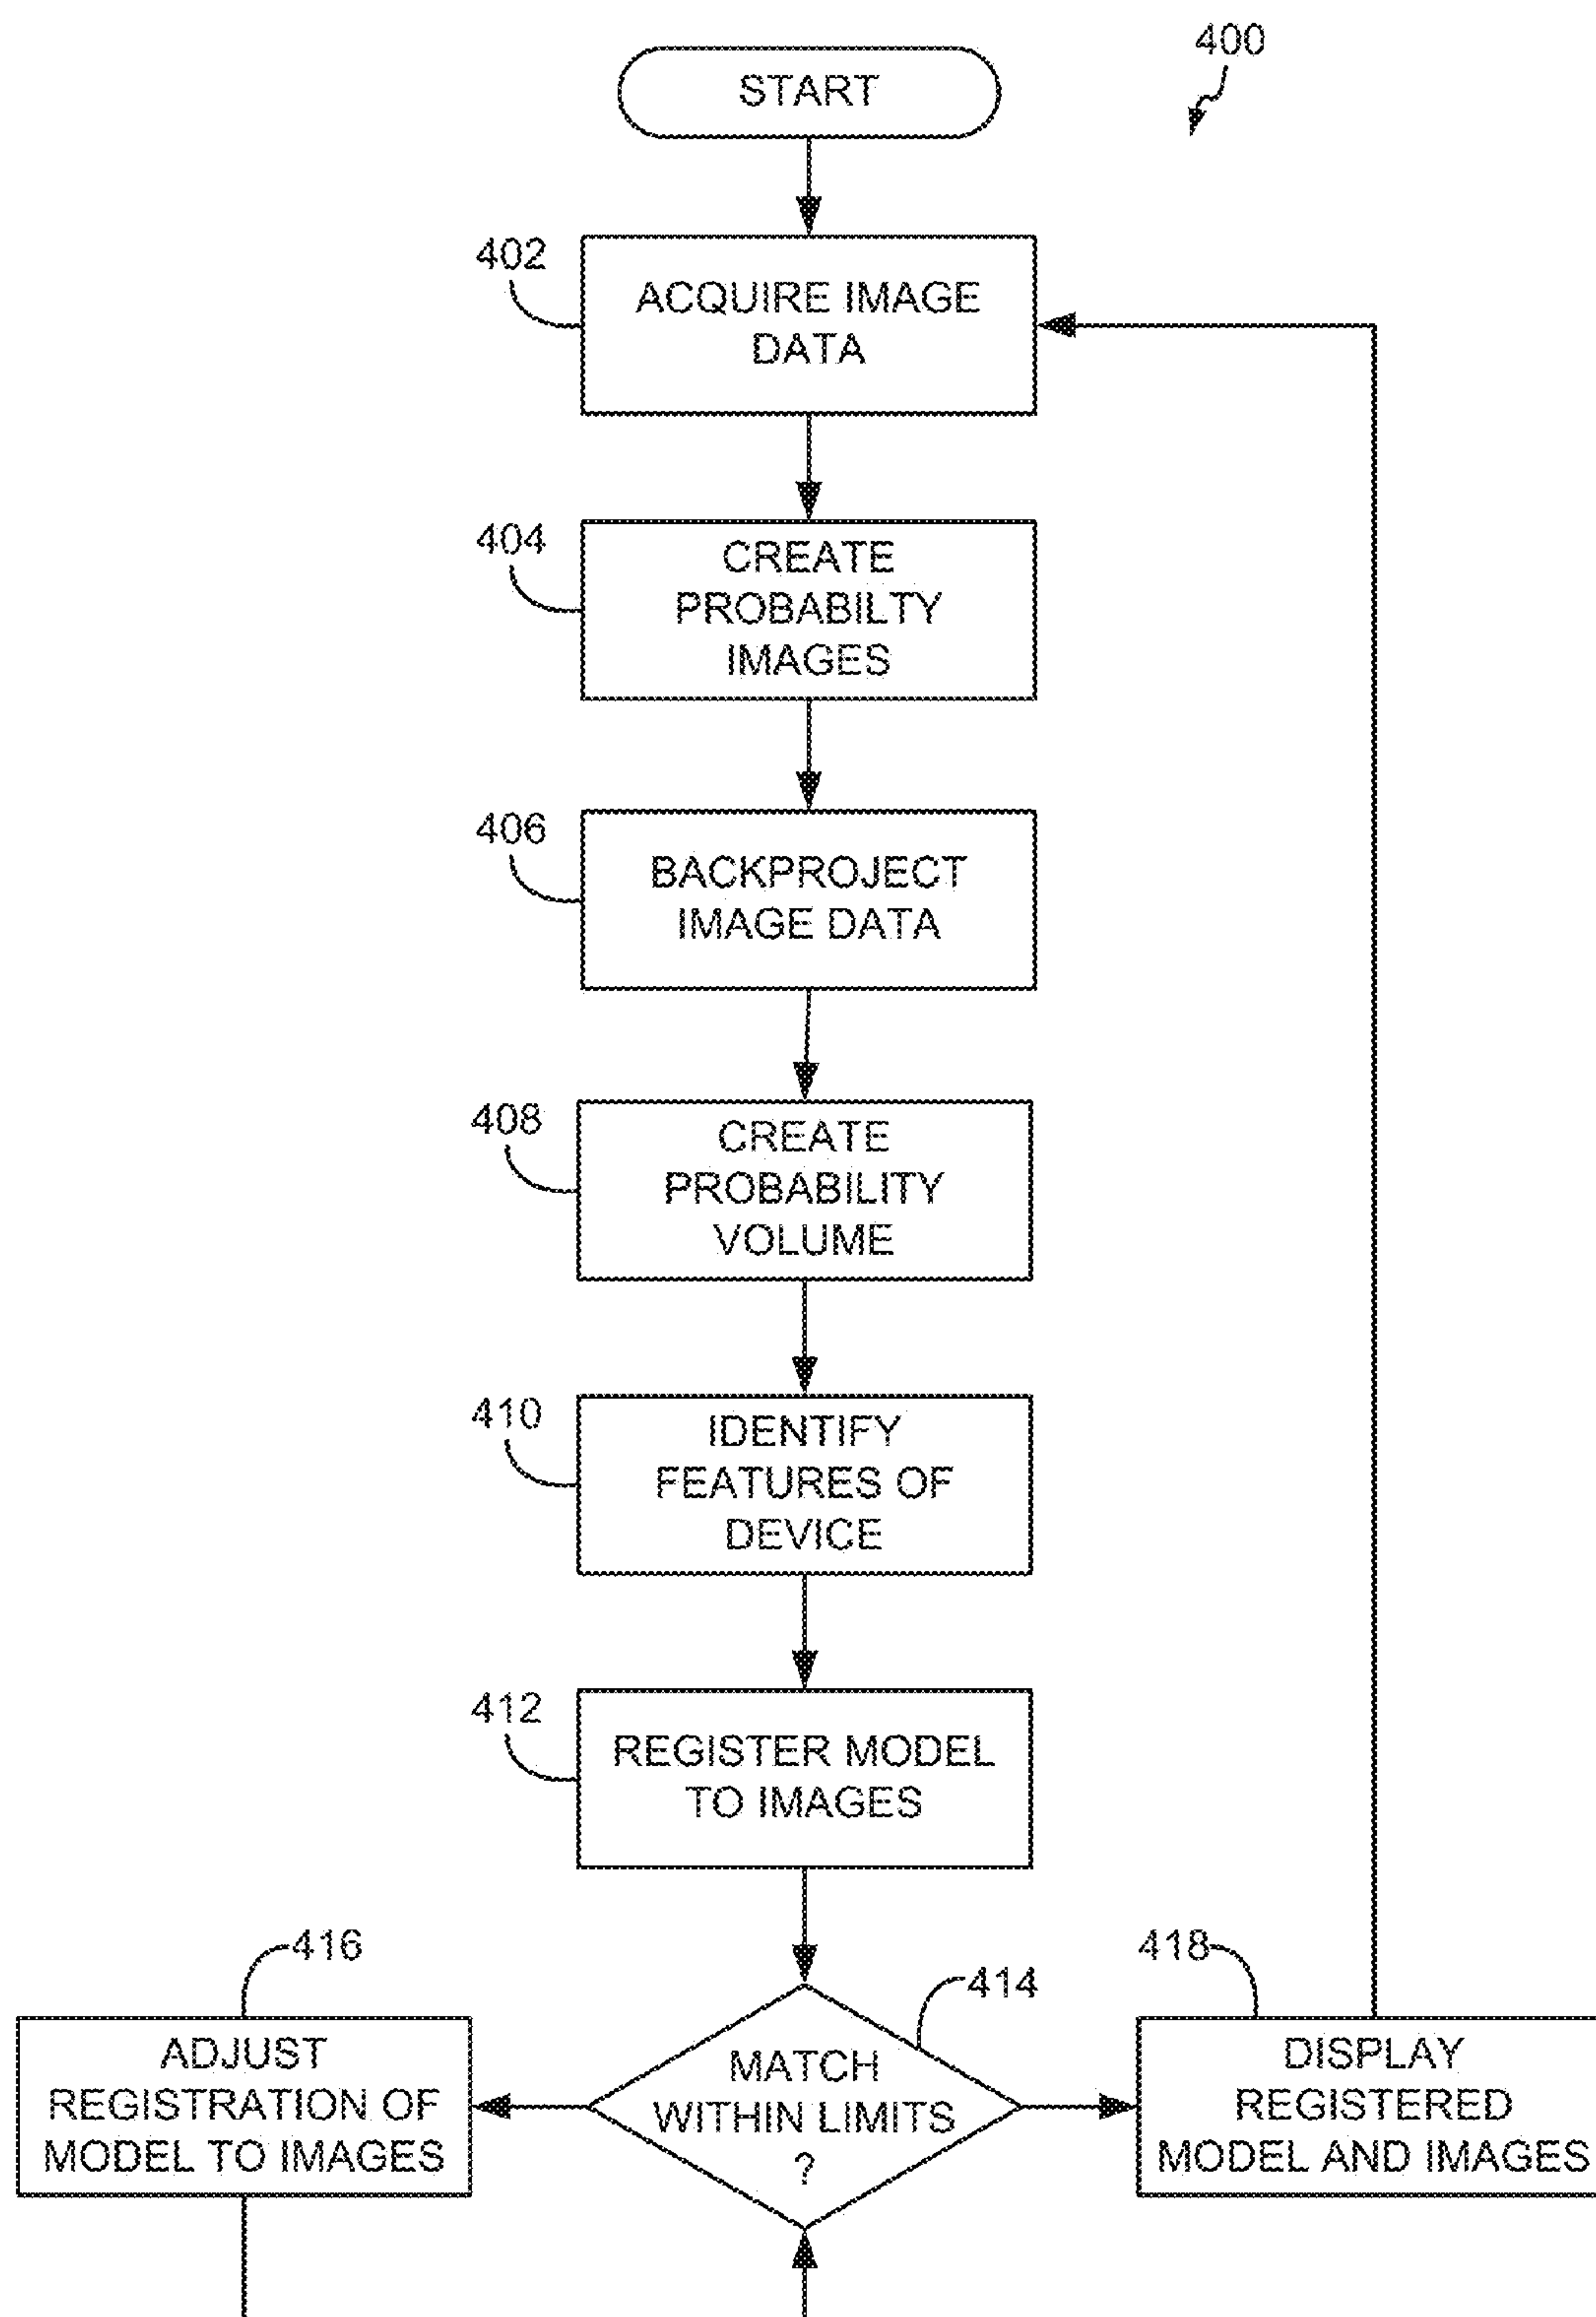 400
START
402
ACQUIRE IMAGE
DATA
404
CREATE
PROBABILTY
IMAGES
406
BACKPROJECT
IMAGE DATA
408
CREATE
PROBABILITY
VOLUME
410
IDENTIFY
FEATURES OF
DEVICE
412
REGISTER MODEL
TO IMAGES
416
ADJUST
REGISTRATION OF
MODEL TO IMAGES
414
MATCH
WITHIN LIMITS
?
418
DISPLAY
REGISTERED
MODEL AND IMAGES